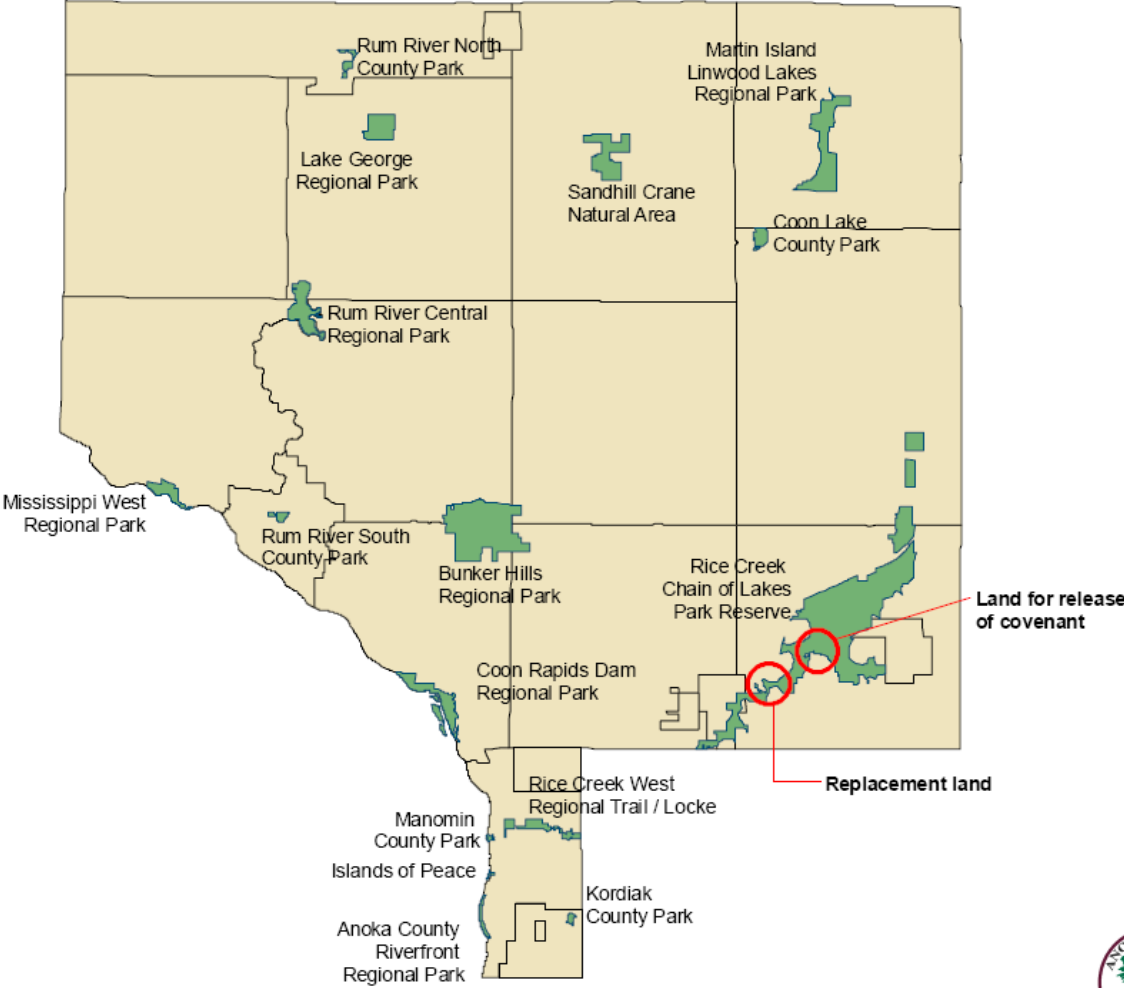 Rum River North
County Park
Martin Island
Linwood Lakes
Regional Park
Lake George
Regional Park
Sandhill Crane
Natural Area
Coon Lake
County Park
Rum River Central
Regional Park
Mississippi West
Regional Park
Rum River South
County Park
Bunker Hills
Regional Park
Rice Creek
Chain of Lakes
Park Reserve
Land for release
of covenant
Coon Rapids Dam
Regional Park
Replacement land
Rice Creek West
Regional Trail / Locke
Manomin
County Park
Islands of Peace
Kordiak
County Park
Anoka County
Riverfront
Regional Park